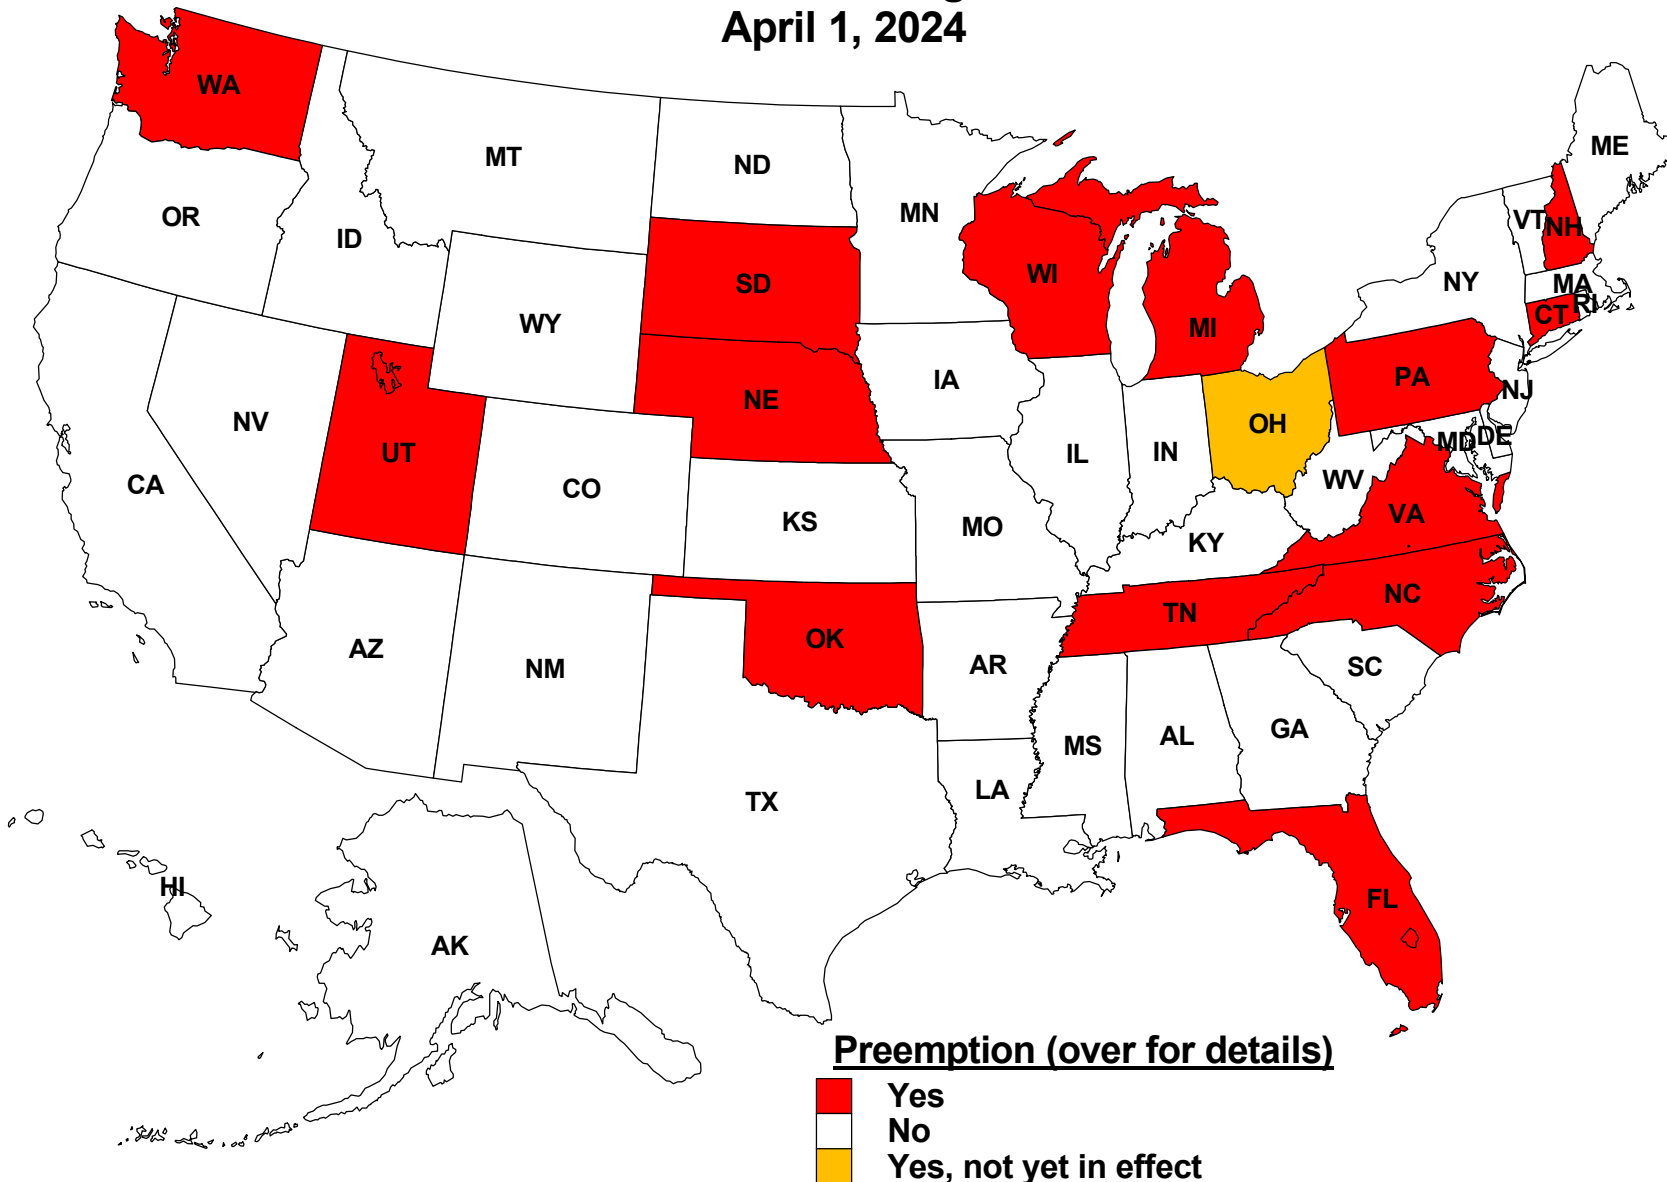 April 1, 2024
WA
MT
ND
ME
OR
ID
MN
VT
NH
SD
WI
NY
MA
WY
CT
RI
MI
IA
PA
NJ
NE
NV
OH
UT
IL
IN
MD
DE
CA
CO
WV
KS
MO
VA
KY
NC
TN
AZ
NM
OK
AR
SC
MS
AL
GA
TX
LA
HI
FL
AK
Preemption (over for details)
Yes
No
Yes, not yet in effect